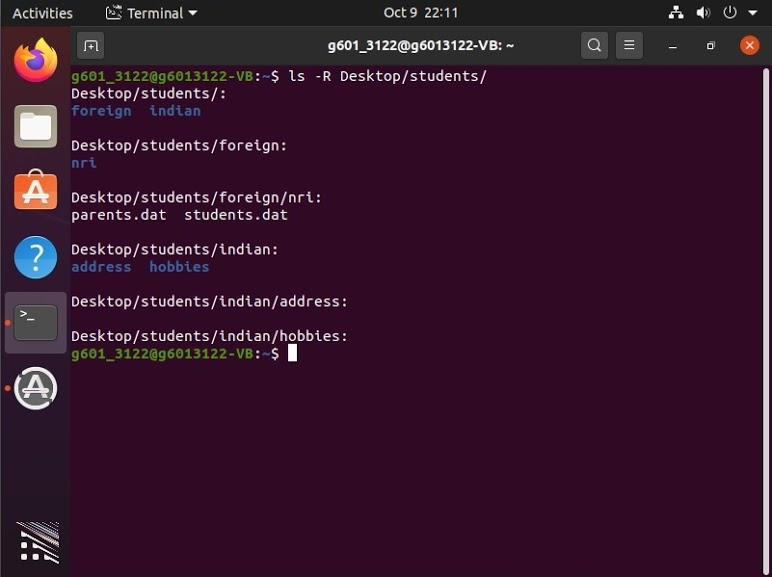 Activities Terminal Oct 9 22:11
g601_3122@g6013122-VB: ~
g601_3122@g6013122-VB:~$ ls -R Desktop/students/
Desktop/students/:
foreign indian

Desktop/students/foreign:
nri

Desktop/students/foreign/nri:
parents.dat students.dat

Desktop/students/indian:
address hobbies

Desktop/students/indian/address:

Desktop/students/indian/hobbies:
g601_3122@g6013122-VB:~$